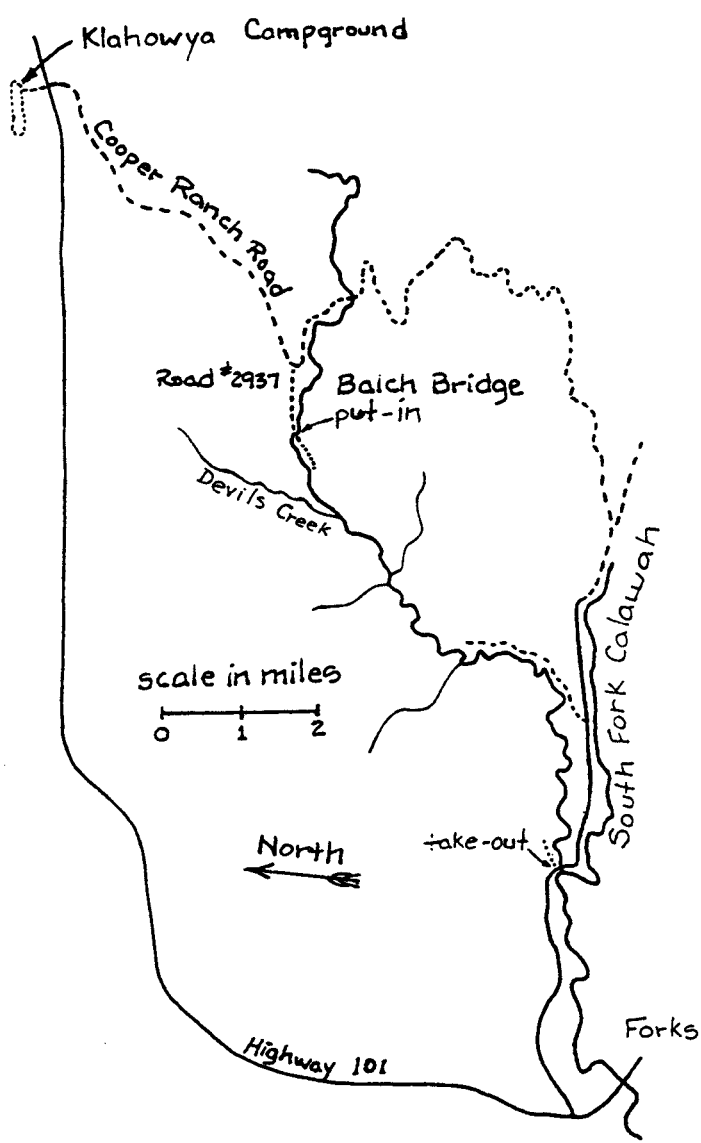 Klahowya Campground
Cooper Ranch Road
Road #2937
Balch Bridge
put-in
Devils Creek
South Fork Calawah
scale in miles
0 1 2
take-out
North
Forks
Highway 101